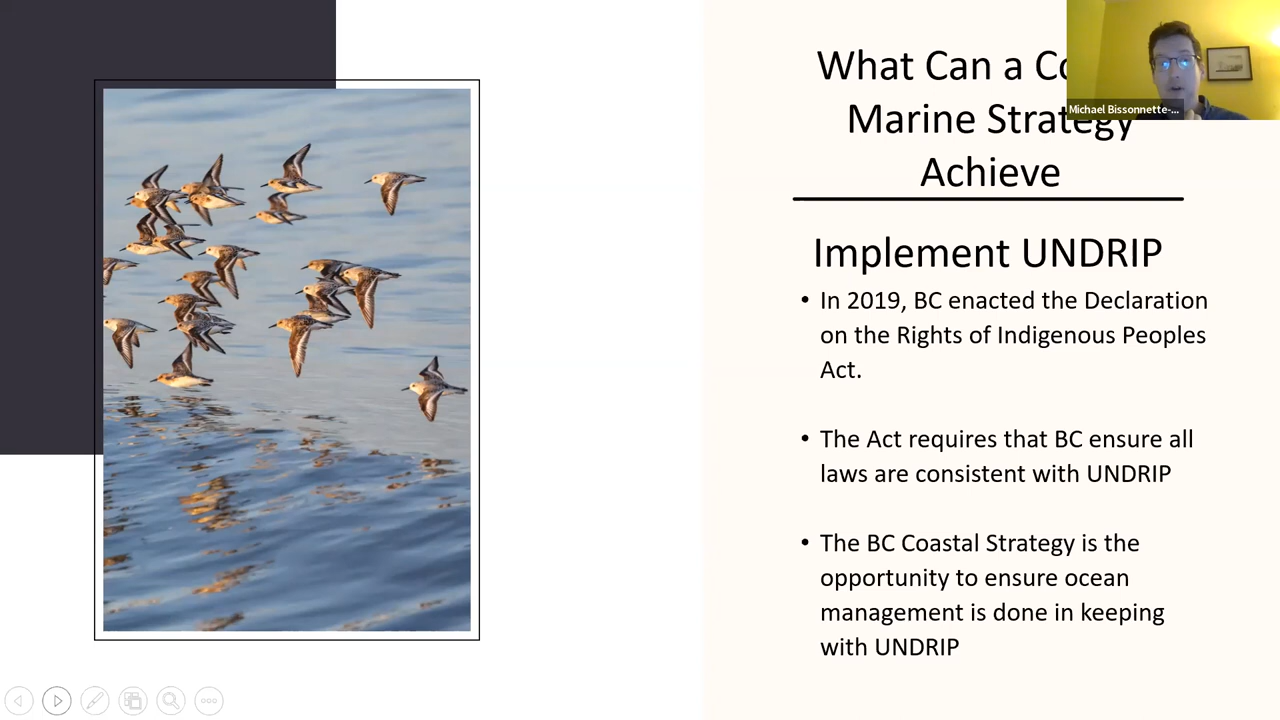 What Can a Co
Michael Bissonnette-...
Marine Strategy
Achieve
Implement UNDRIP
• In 2019, BC enacted the Declaration
on the Rights of Indigenous Peoples
Act.
• The Act requires that BC ensure all
laws are consistent with UNDRIP
• The BC Coastal Strategy is the
opportunity to ensure ocean
management is done in keeping
with UNDRIP